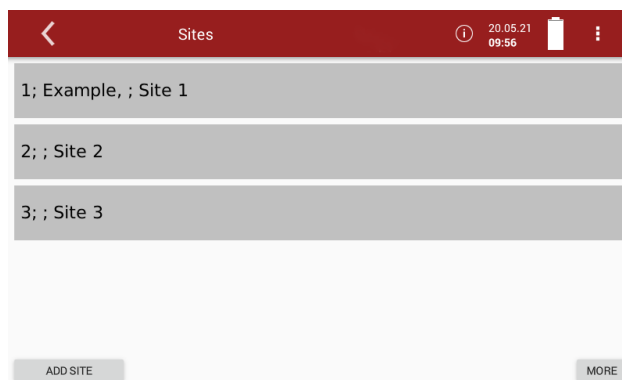 Sites
20.05.21
09:56
1; Example, ; Site 1
2; ; Site 2
3; ; Site 3
ADD SITE
MORE